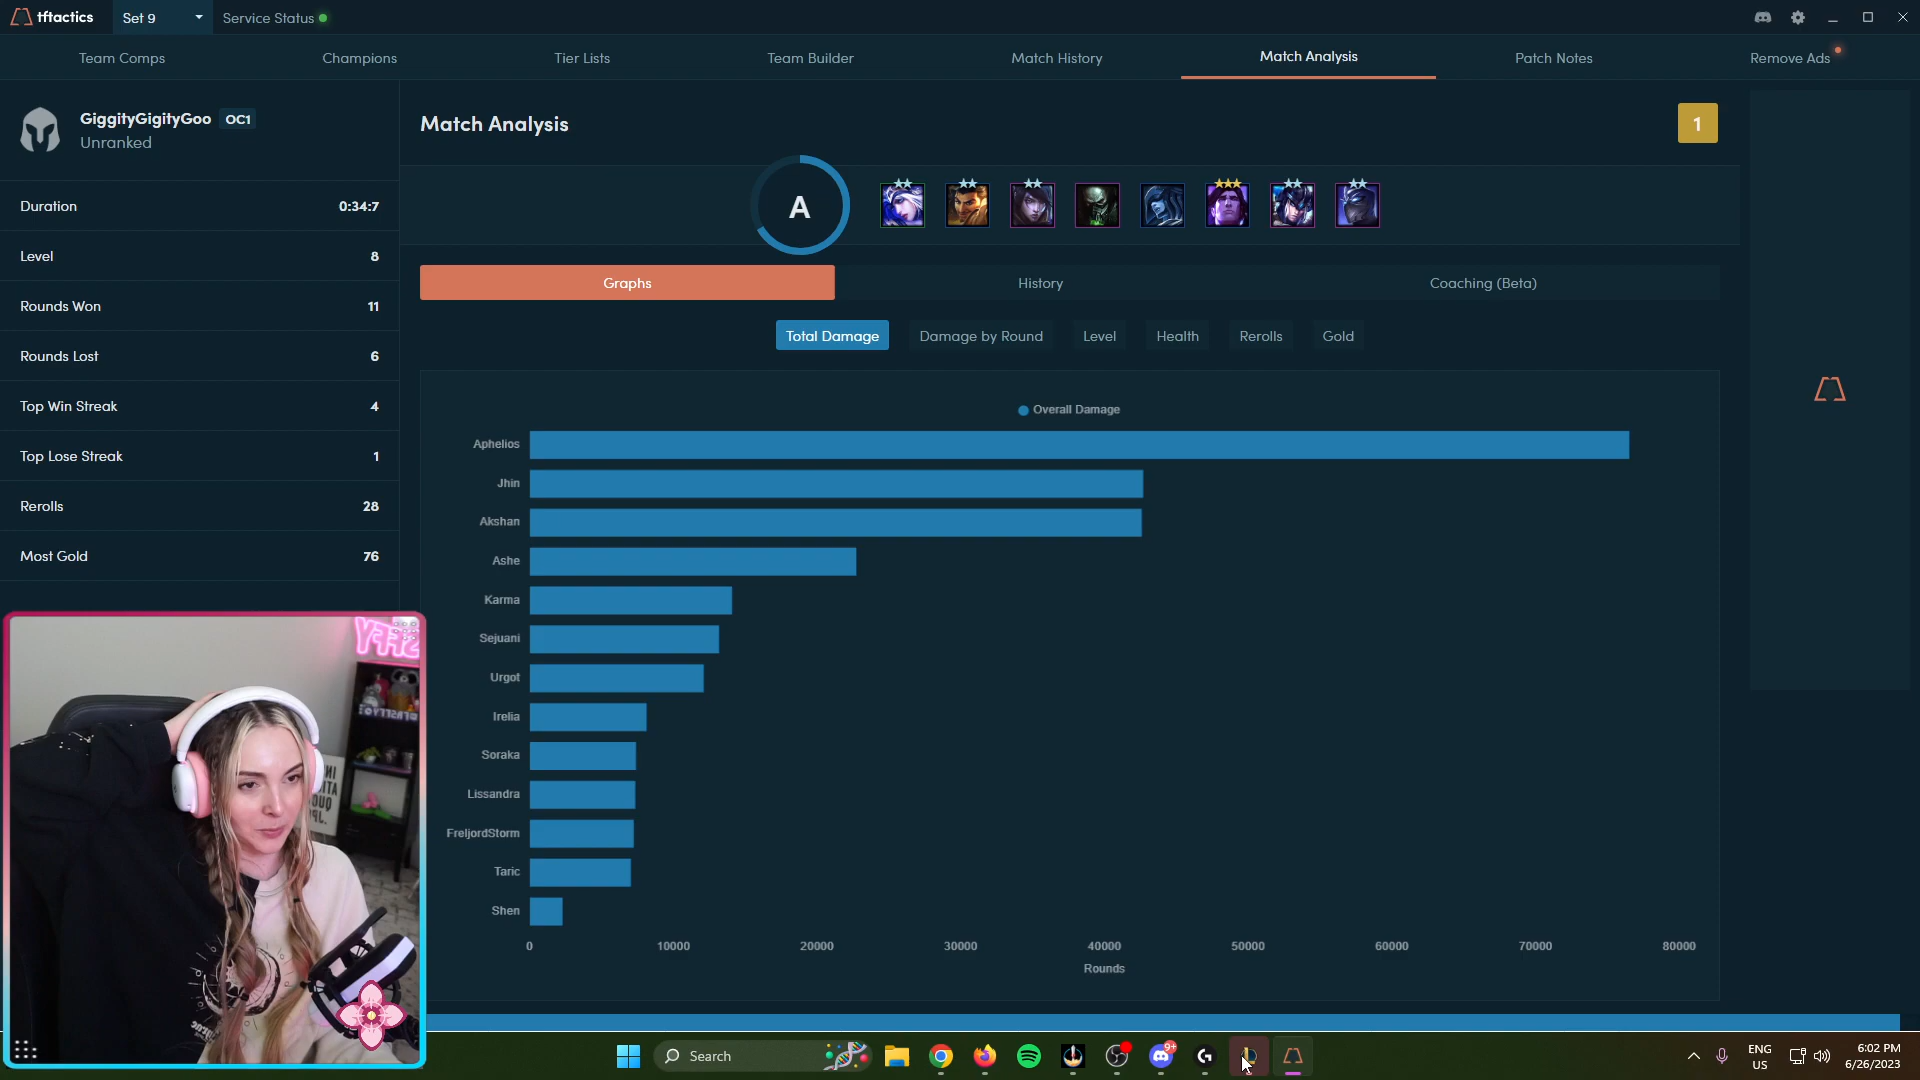 tftactics
Set 9
Service Status
Team Comps
Champions
Tier Lists
Team Builder
Match History
Match Analysis
Patch Notes
Remove Ads
GiggityGigityGoo
OC1
Unranked
Duration 0:34:7
Level 8
Rounds Won 11
Rounds Lost 6
Top Win Streak 4
Top Lose Streak 1
Rerolls 28
Most Gold 76
Match Analysis
1
A
Graphs
History
Coaching (Beta)
Total Damage
Damage by Round
Level
Health
Rerolls
Gold
Overall Damage
Aphelios
Jhin
Akshan
Ashe
Karma
Sejuani
Urgot
Irelia
Soraka
Lissandra
FreljordStorm
Taric
Shen
0 10000 20000 30000 40000 50000 60000 70000 80000
Rounds
Search
9+
ENG
US
6:02 PM
6/26/2023